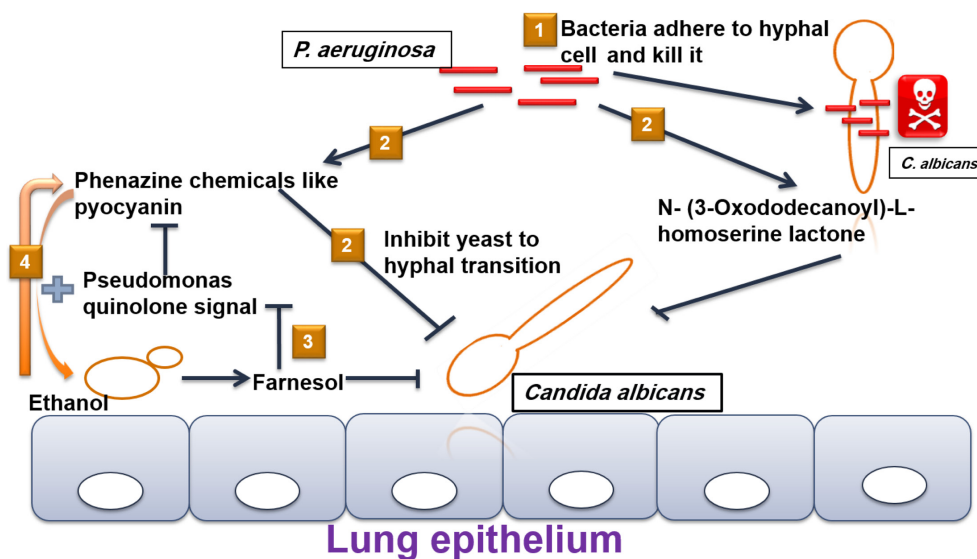 1
Bacteria adhere to hyphal
cell and kill it
P. aeruginosa
C. albicans
2
2
Phenazine chemicals like
pyocyanin
N- (3-Oxododecanoyl)-L-
homoserine lactone
2
Inhibit yeast to
hyphal transition
4
Pseudomonas
quinolone signal
3
Ethanol
Farnesol
Candida albicans
Lung epithelium